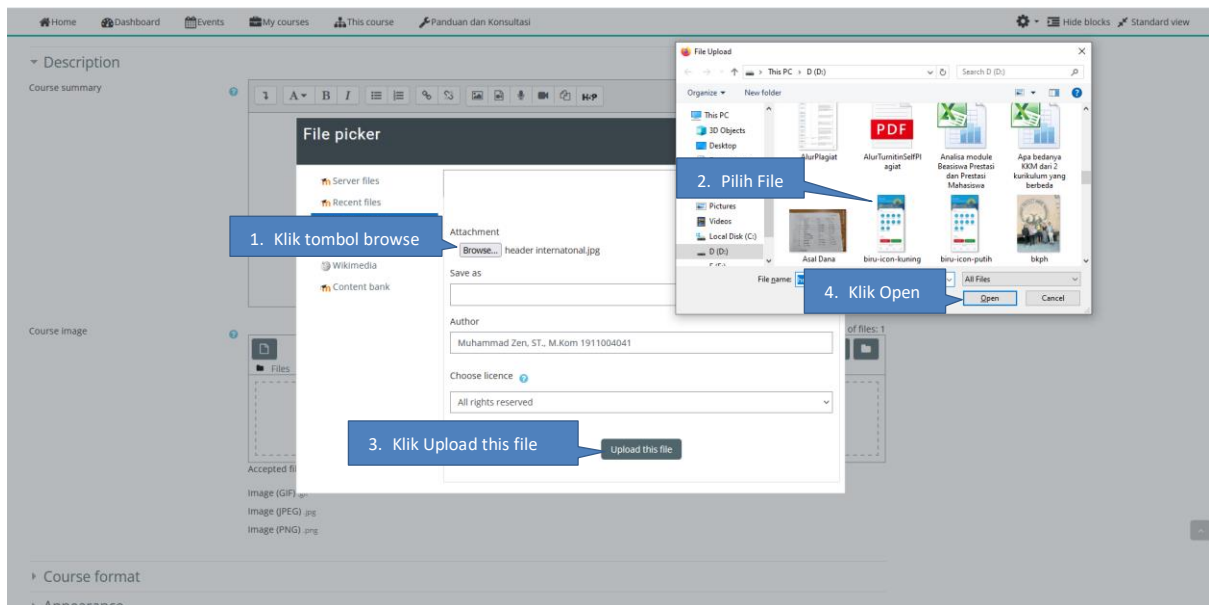 Home Dashboard Events My courses This course Panduan dan Konsultasi Hide blocks Standard view
Description
Course summary
H-P
File picker
Server files
Recent files
Wikimedia
Content bank
Attachment
Browse... header internatonal.jpg
Save as
Author
Muhammad Zen, ST., M.Kom 1911004041
Choose licence
All rights reserved
Upload this file
1. Klik tombol browse
2. Pilih File
3. Klik Upload this file
4. Klik Open
File Upload
This PC > D (D:)
Search D (D:)
Organize New folder
This PC
3D Objects
Desktop
Pictures
Videos
Local Disk (C:)
D (D:)
AlurPlagiat
PDF
AlurTurnitinSelfPl
agiat
Analisa module
Beasiswa Prestasi
dan Prestasi
Mahasiswa
Apa bedanya
KKM dari 2
kurikulum yang
berbeda
Asal Dana
biru-icon-kuning
biru-icon-putih
bkph
File name:
All Files
Open Cancel
Course image
of files: 1
Files
Accepted
Image (GIF)
Image (JPEG) .jpg
Image (PNG) .png
Course format
Appearance